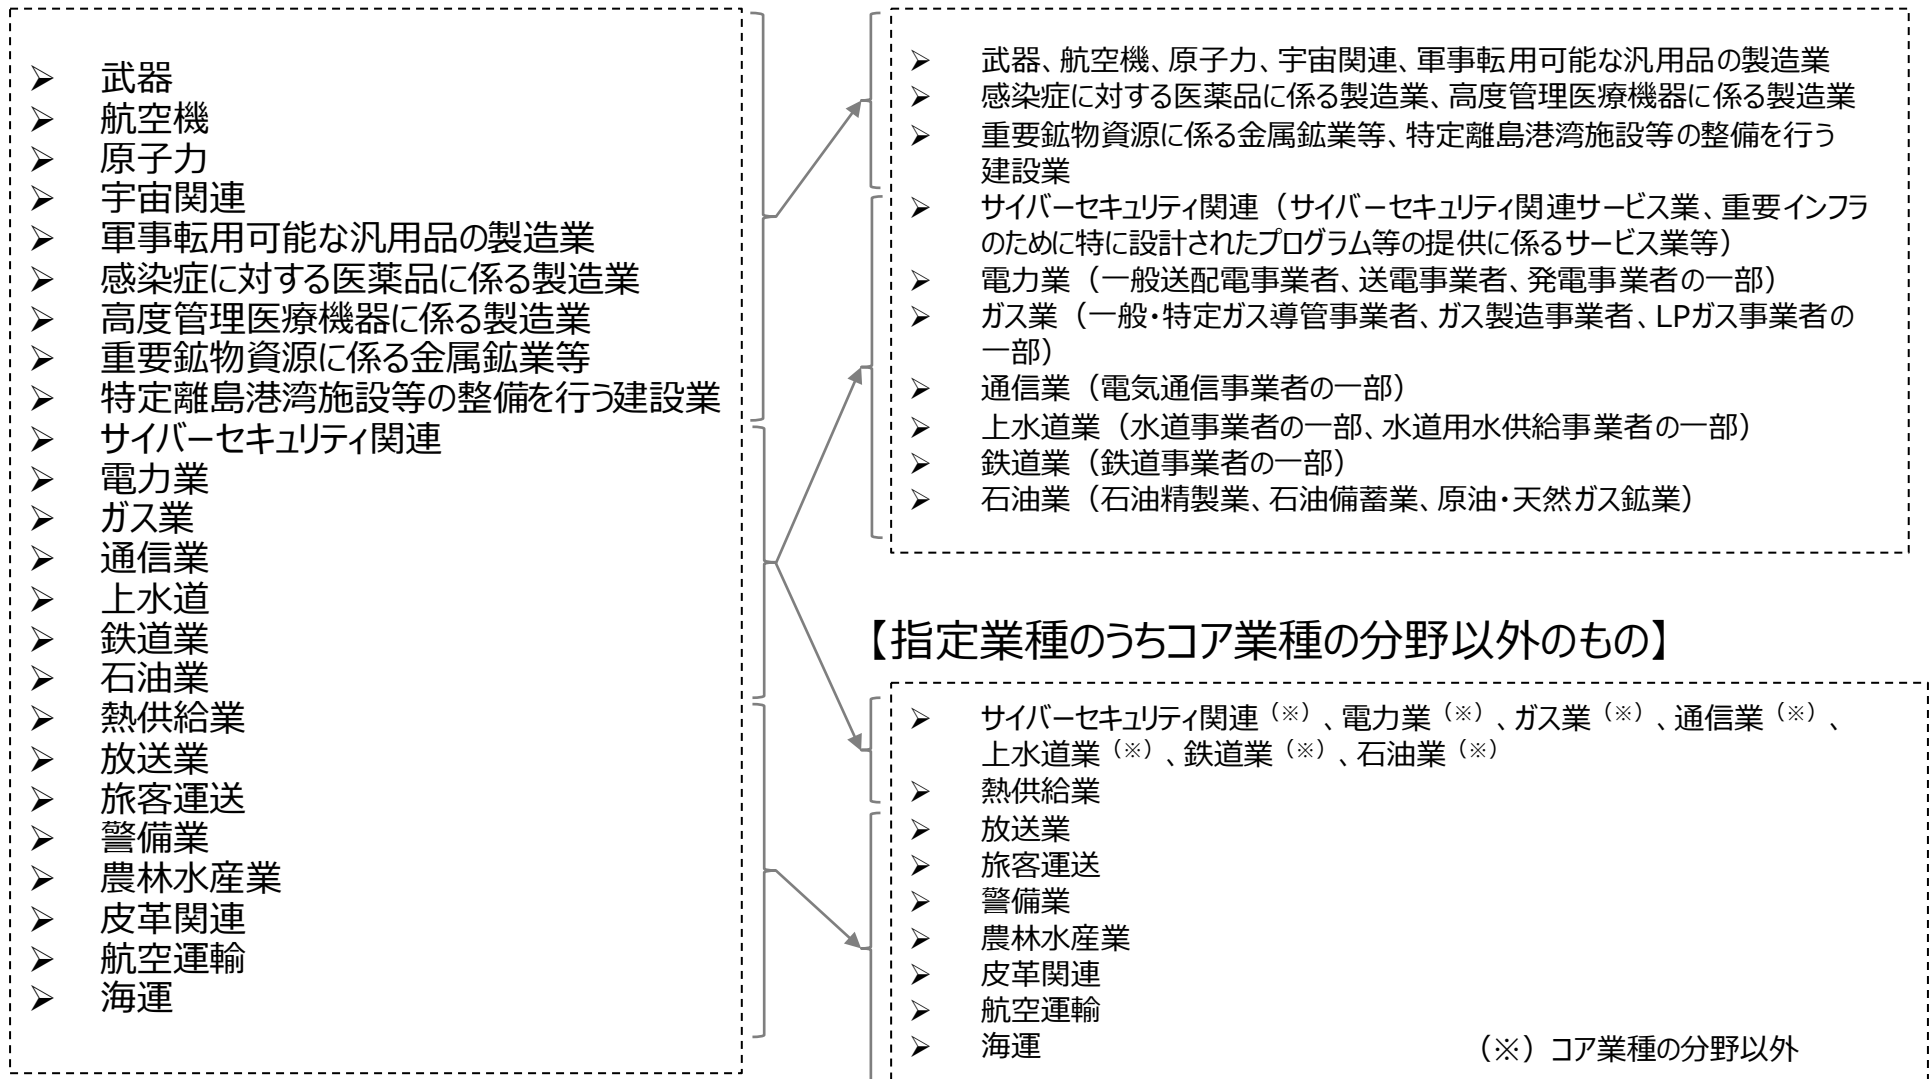 ➢ 武器
➢ 航空機
➢ 原子力
➢ 宇宙関連
➢ 軍事転用可能な汎用品の製造業
➢ 感染症に対する医薬品に係る製造業
➢ 高度管理医療機器に係る製造業
➢ 重要鉱物資源に係る金属鉱業等
➢ 特定離島港湾施設等の整備を行う建設業
➢ サイバーセキュリティ関連
➢ 電力業
➢ ガス業
➢ 通信業
➢ 上水道
➢ 鉄道業
➢ 石油業
➢ 熱供給業
➢ 放送業
➢ 旅客運送
➢ 警備業
➢ 農林水産業
➢ 皮革関連
➢ 航空運輸
➢ 海運
➢ 武器、航空機、原子力、宇宙関連、軍事転用可能な汎用品の製造業
➢ 感染症に対する医薬品に係る製造業、高度管理医療機器に係る製造業
➢ 重要鉱物資源に係る金属鉱業等、特定離島港湾施設等の整備を行う
建設業
➢ サイバーセキュリティ関連（サイバーセキュリティ関連サービス業、重要インフラ
のために特に設計されたプログラム等の提供に係るサービス業等）
➢ 電力業（一般送配電事業者、送電事業者、発電事業者の一部）
➢ ガス業（一般・特定ガス導管事業者、ガス製造事業者、LPガス事業者の
一部）
➢ 通信業（電気通信事業者の一部）
➢ 上水道業（水道事業者の一部、水道用水供給事業者の一部）
➢ 鉄道業（鉄道事業者の一部）
➢ 石油業（石油精製業、石油備蓄業、原油・天然ガス鉱業）
【指定業種のうちコア業種の分野以外のもの】
➢ サイバーセキュリティ関連（※）、電力業（※）、ガス業（※）、通信業（※）、
上水道業（※）、鉄道業（※）、石油業（※）
➢ 熱供給業
➢ 放送業
➢ 旅客運送
➢ 警備業
➢ 農林水産業
➢ 皮革関連
➢ 航空運輸
➢ 海運
（※）コア業種の分野以外